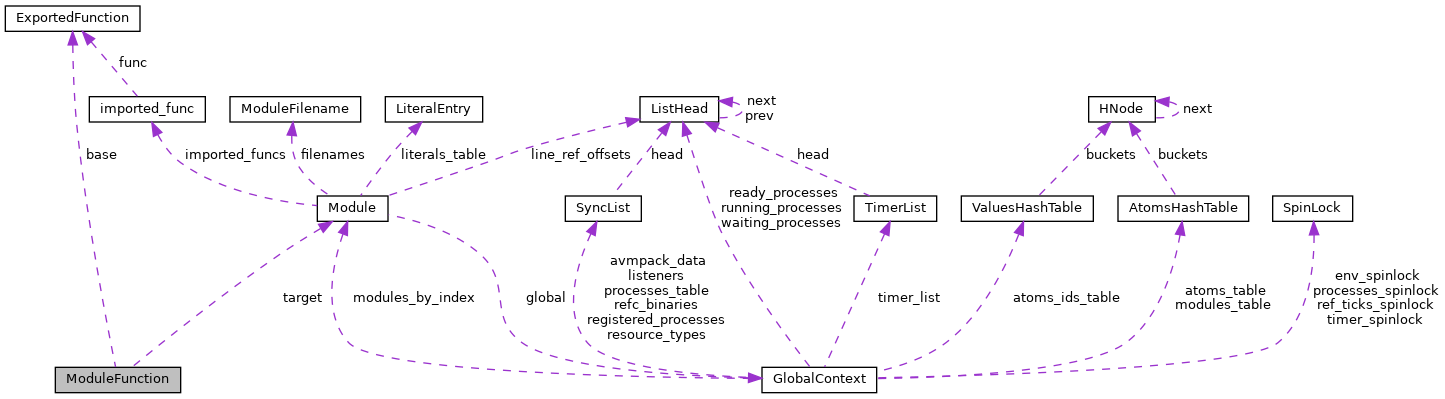 ExportedFunction
func
imported_func
ModuleFilename
LiteralEntry
ListHead
next
prev
HNode
next
base
imported_funcs
filenames
literals_table
line_ref_offsets
head
head
buckets
buckets
Module
SyncList
ready_processes
running_processes
waiting_processes
TimerList
ValuesHashTable
AtomsHashTable
SpinLock
target
modules_by_index
global
avmpack_data
listeners
processes_table
refc_binaries
registered_processes
resource_types
timer_list
atoms_ids_table
atoms_table
modules_table
env_spinlock
processes_spinlock
ref_ticks_spinlock
timer_spinlock
ModuleFunction
GlobalContext